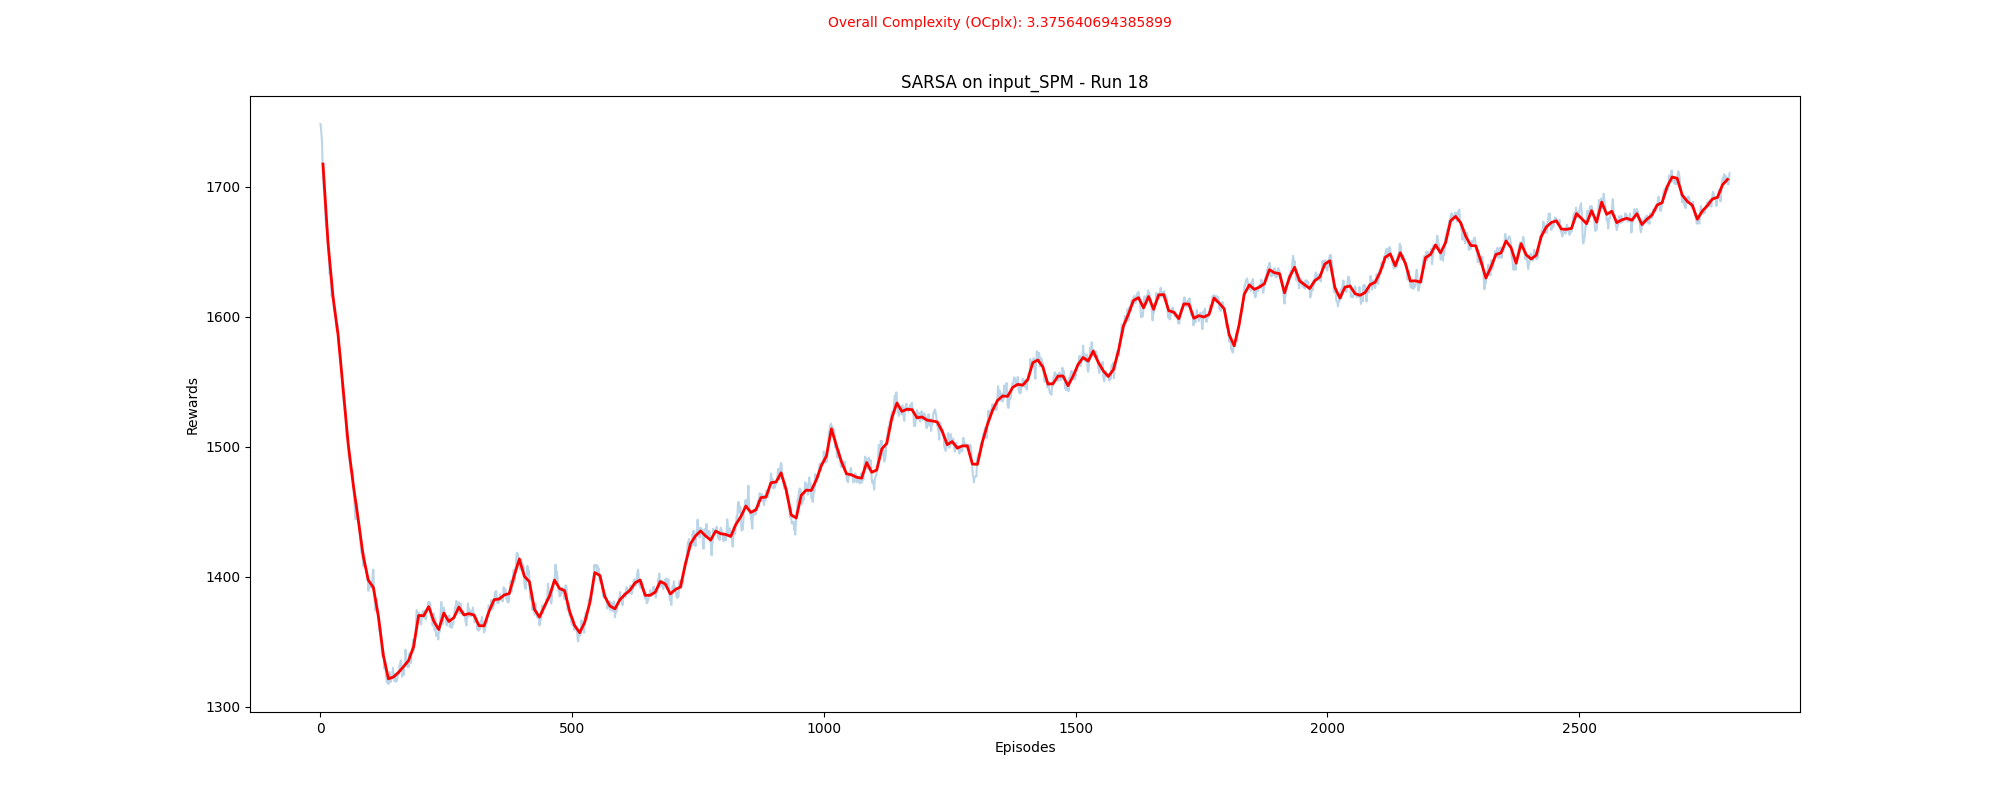 Overall Complexity (OCplx): 3.375640694385899
SARSA on input_SPM - Run 18
1700
1600
1500
1400
1300
Rewards
0 500 1000 1500 2000 2500
Episodes